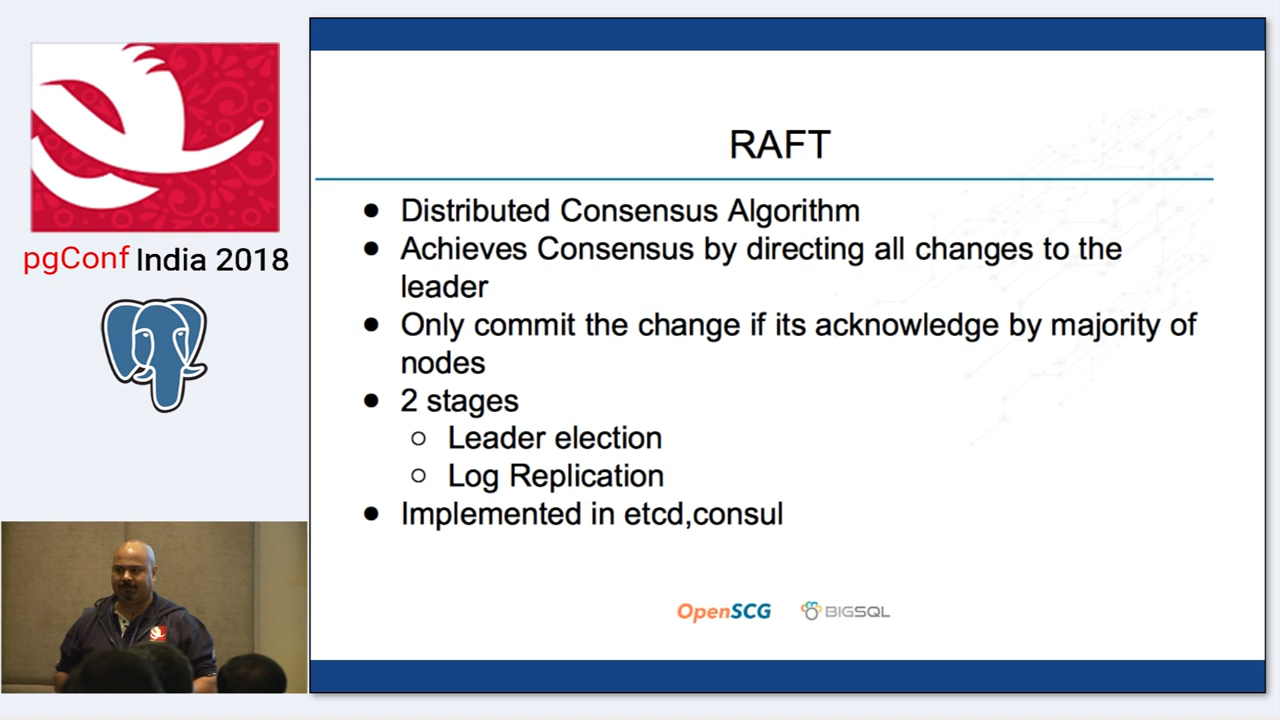 pgConf India 2018
RAFT
● Distributed Consensus Algorithm
● Achieves Consensus by directing all changes to the
leader
● Only commit the change if its acknowledge by majority of
nodes
● 2 stages
○ Leader election
○ Log Replication
● Implemented in etcd,consul
OpenSCG BIGSQL